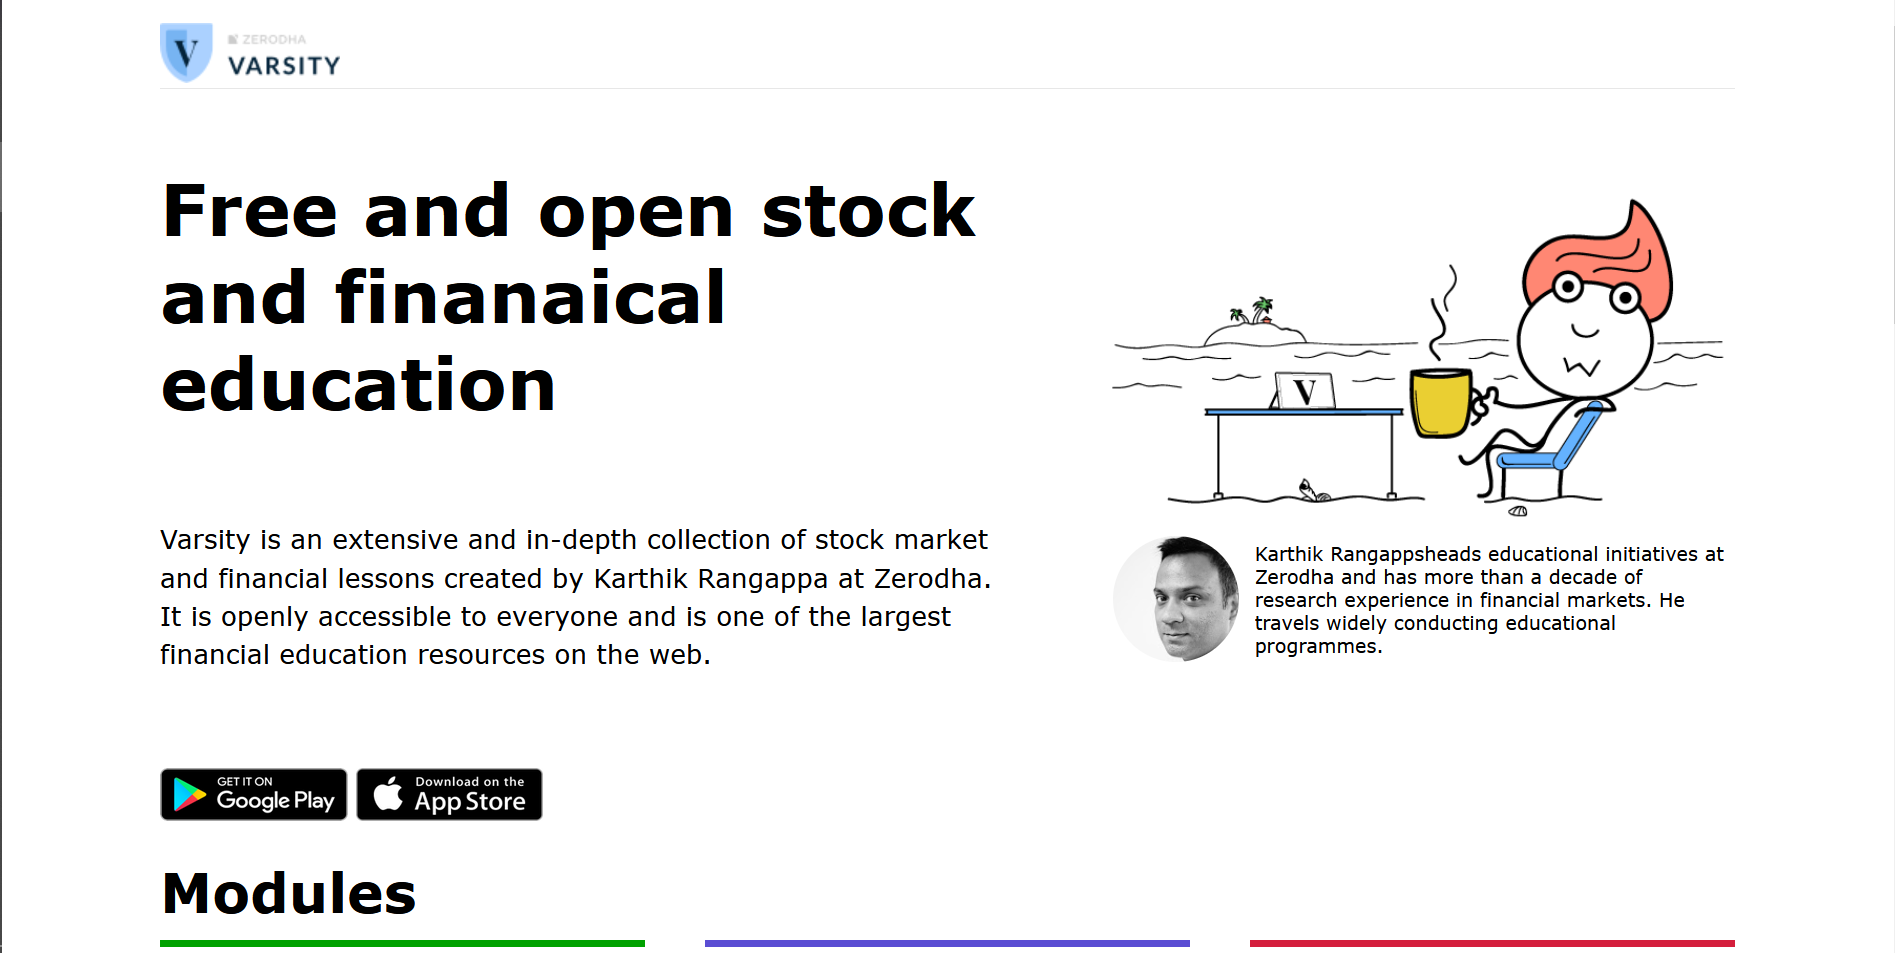 V
ZERODHA
VARSITY
Free and open stock
and finanaical
education
V
Varsity is an extensive and in-depth collection of stock market
and financial lessons created by Karthik Rangappa at Zerodha.
It is openly accessible to everyone and is one of the largest
financial education resources on the web.
Karthik Rangappsheads educational initiatives at
Zerodha and has more than a decade of
research experience in financial markets. He
travels widely conducting educational
programmes.
GET IT ON
Google Play
Download on the
App Store
Modules